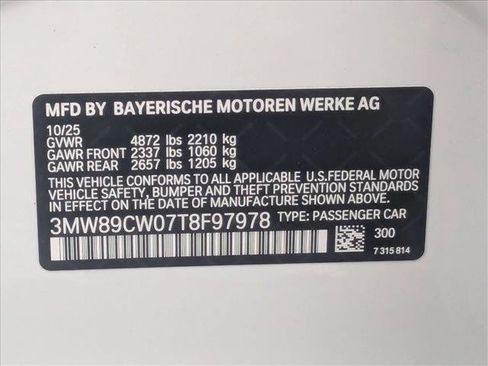 MFD BY BAYERISCHE MOTOREN WERKE AG
10/25
GVWR 4872 lbs 2210 kg
GAWR FRONT 2337 lbs 1060 kg
GAWR REAR 2657 lbs 1205 kg
THIS VEHICLE CONFORMS TO ALL APPLICABLE U.S.FEDERAL MOTOR
VEHICLE SAFETY, BUMPER AND THEFT PREVENTION STANDARDS
IN EFFECT ON THE DATE OF MANUFACTURE SHOWN ABOVE.
3MW89CW07T8F97978 TYPE: PASSENGER CAR
300
7 315 814